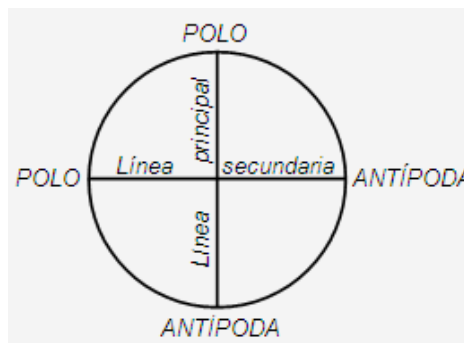 POLO
Línea principal
POLO
Línea secundaria
ANTÍPODA
ANTÍPODA